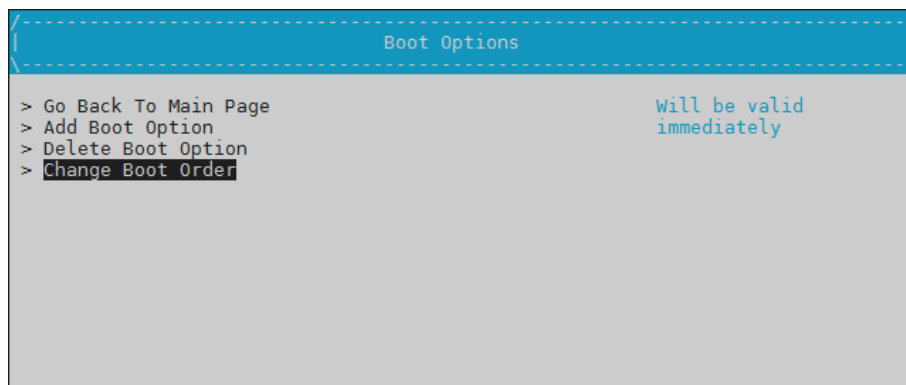 /--------------------------------------------------------------------------------
| Boot Options
\--------------------------------------------------------------------------------
> Go Back To Main Page Will be valid
> Add Boot Option immediately
> Delete Boot Option
> Change Boot Order